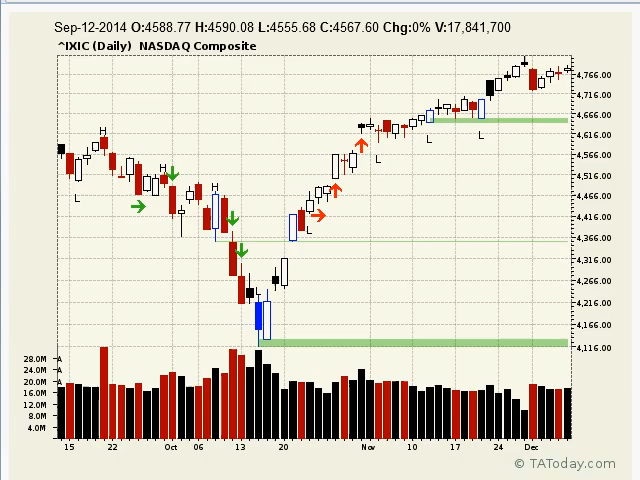 Sep-12-2014 O:4588.77 H:4590.08 L:4555.68 C:4567.60 Chg:0% V:17,841,700
^IXIC (Daily) NASDAQ Composite
4,766.00
4,716.00
4,666.00
4,616.00
4,566.00
4,516.00
4,466.00
4,416.00
4,366.00
4,316.00
4,266.00
4,216.00
4,166.00
4,116.00
H
H
H
L
L
L
L
L
L
28.0M
24.0M
20.0M
16.0M
12.0M
8.0M
4.0M
A
A
A
15 22 Oct 06 13 20 Nov 10 17 24 Dec
© TAToday.com